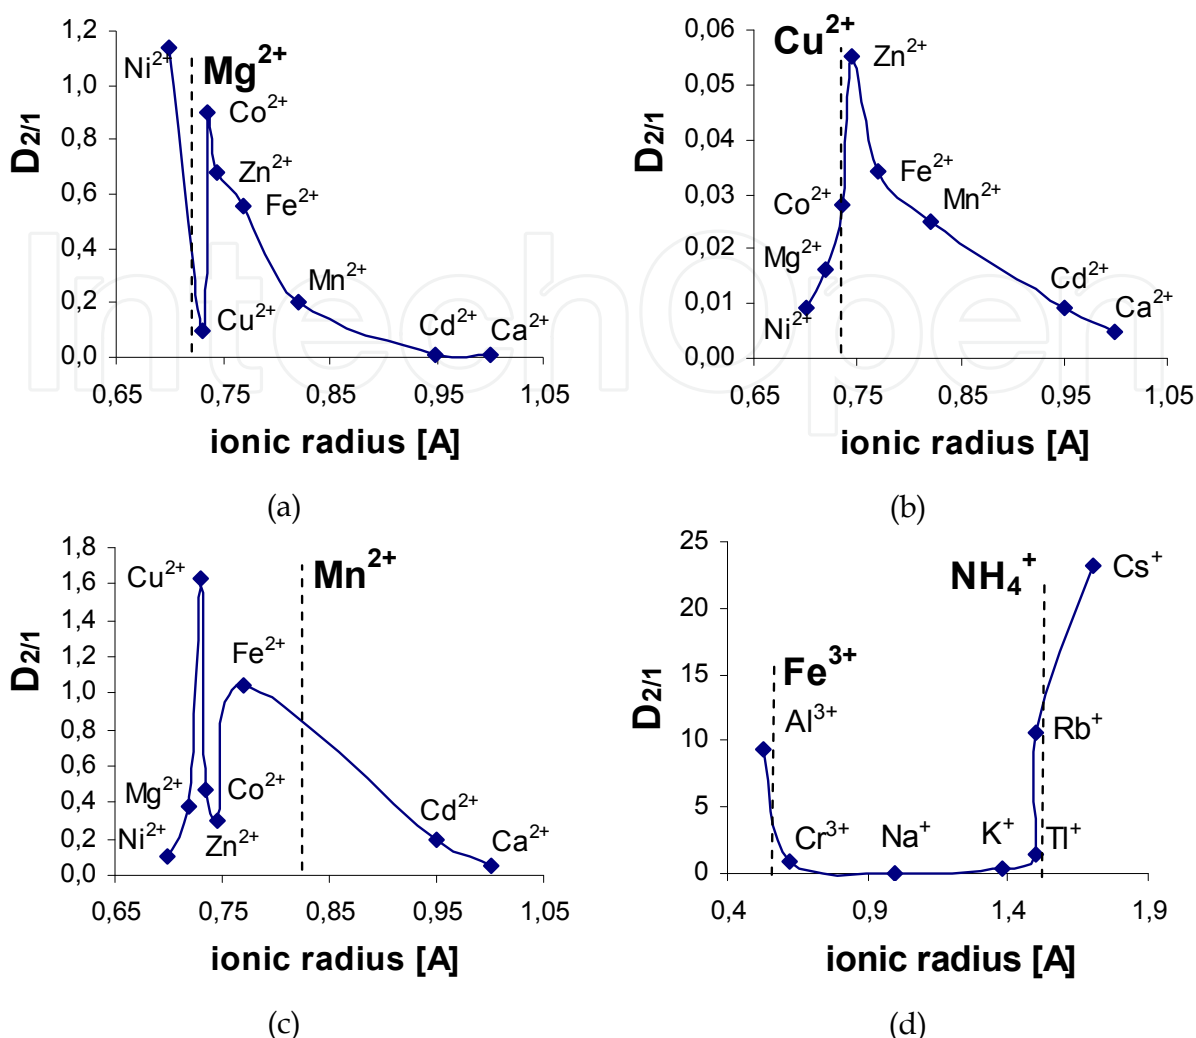 1,2
1,0
0,8
0,6
0,4
0,2
0,0
D2/1
Ni2+
Mg2+
Co2+
Zn2+
Fe2+
Mn2+
Cu2+
Cd2+
Ca2+
0,65 0,75 0,85 0,95 1,05
ionic radius [A]
(a)
0,06
0,05
0,04
0,03
0,02
0,01
0,00
D2/1
Cu2+
Zn2+
Fe2+
Co2+
Mn2+
Mg2+
Ni2+
Cd2+
Ca2+
0,65 0,75 0,85 0,95 1,05
ionic radius [A]
(b)
IntechOpen
1,8
1,6
1,4
1,2
1,0
0,8
0,6
0,4
0,2
0,0
D2/1
Cu2+
Mn2+
Fe2+
Mg2+
Co2+
Ni2+
Zn2+
Cd2+
Ca2+
0,65 0,75 0,85 0,95 1,05
ionic radius [A]
(c)
25
20
15
10
5
0
D2/1
NH4+
Cs+
Fe3+
Al3+
Rb+
Cr3+
Na+
K+
Tl+
0,4 0,9 1,4 1,9
ionic radius [A]
(d)